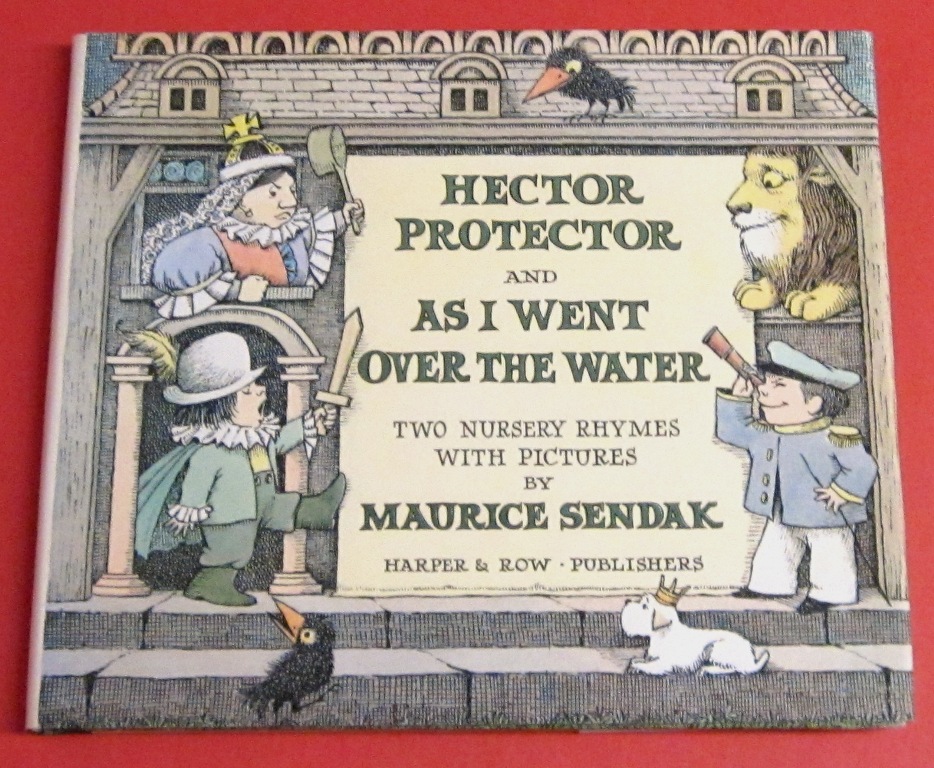 HECTOR
PROTECTOR
AND
AS I WENT
OVER THE WATER
TWO NURSERY RHYMES
WITH PICTURES
BY
MAURICE SENDAK
HARPER & ROW · PUBLISHERS